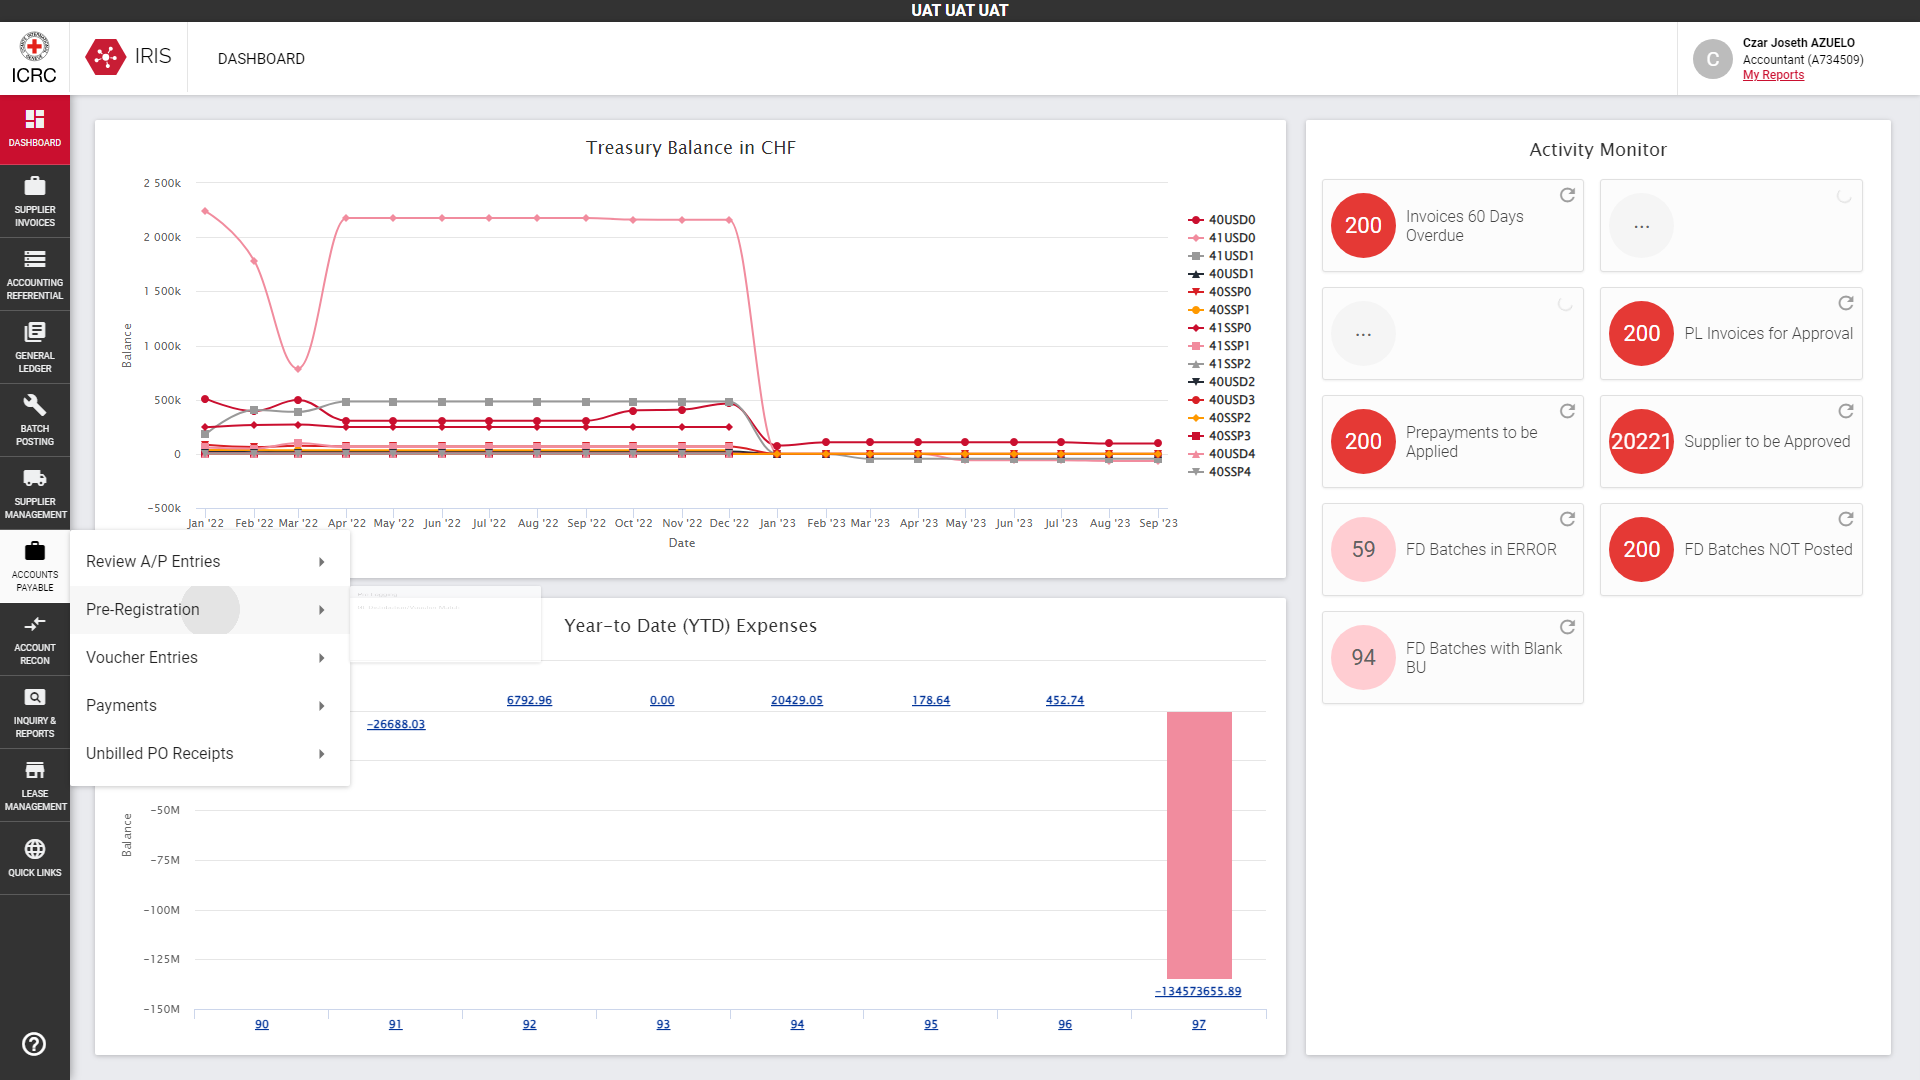 UAT UAT UAT
ICRC
IRIS
DASHBOARD
C
Czar Joseth AZUELO
Accountant (A734509)
My Reports
DASHBOARD
SUPPLIER
INVOICES
ACCOUNTING
REFERENTIAL
GENERAL
LEDGER
BATCH
POSTING
SUPPLIER
MANAGEMENT
ACCOUNTS
PAYABLE
ACCOUNT
RECON
INQUIRY &
REPORTS
LEASE
MANAGEMENT
QUICK LINKS
Review A/P Entries
Pre-Registration
Voucher Entries
Payments
Unbilled PO Receipts
Treasury Balance in CHF
Balance
2 500k
2 000k
1 500k
1 000k
500k
0
-500k
Jan '22 Feb '22 Mar '22 Apr '22 May '22 Jun '22 Jul '22 Aug '22 Sep '22 Oct '22 Nov '22 Dec '22 Jan '23 Feb '23 Mar '23 Apr '23 May '23 Jun '23 Jul '23 Aug '23 Sep '23
Date
40USD0
41USD0
41USD1
40USD1
40SSP0
40SSP1
41SSP0
41SSP1
41SSP2
40USD2
40USD3
40SSP2
40SSP3
40USD4
40SSP4
Year-to Date (YTD) Expenses
-26688.03
6792.96
0.00
20429.05
178.64
452.74
-134573655.89
Balance
-50M
-75M
-100M
-125M
-150M
90 91 92 93 94 95 96 97
Activity Monitor
200
Invoices 60 Days
Overdue
...
...
200
PL Invoices for Approval
200
Prepayments to be
Applied
20221
Supplier to be Approved
59
FD Batches in ERROR
200
FD Batches NOT Posted
94
FD Batches with Blank
BU